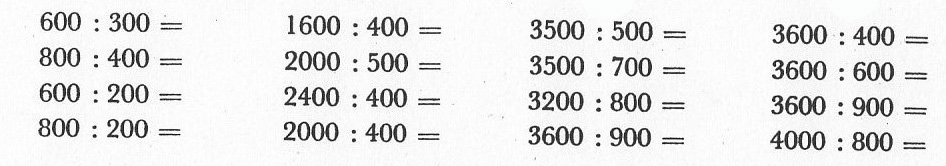 600 : 300 =
800 : 400 =
600 : 200 =
800 : 200 =
1600 : 400 =
2000 : 500 =
2400 : 400 =
2000 : 400 =
3500 : 500 =
3500 : 700 =
3200 : 800 =
3600 : 900 =
3600 : 400 =
3600 : 600 =
3600 : 900 =
4000 : 800 =